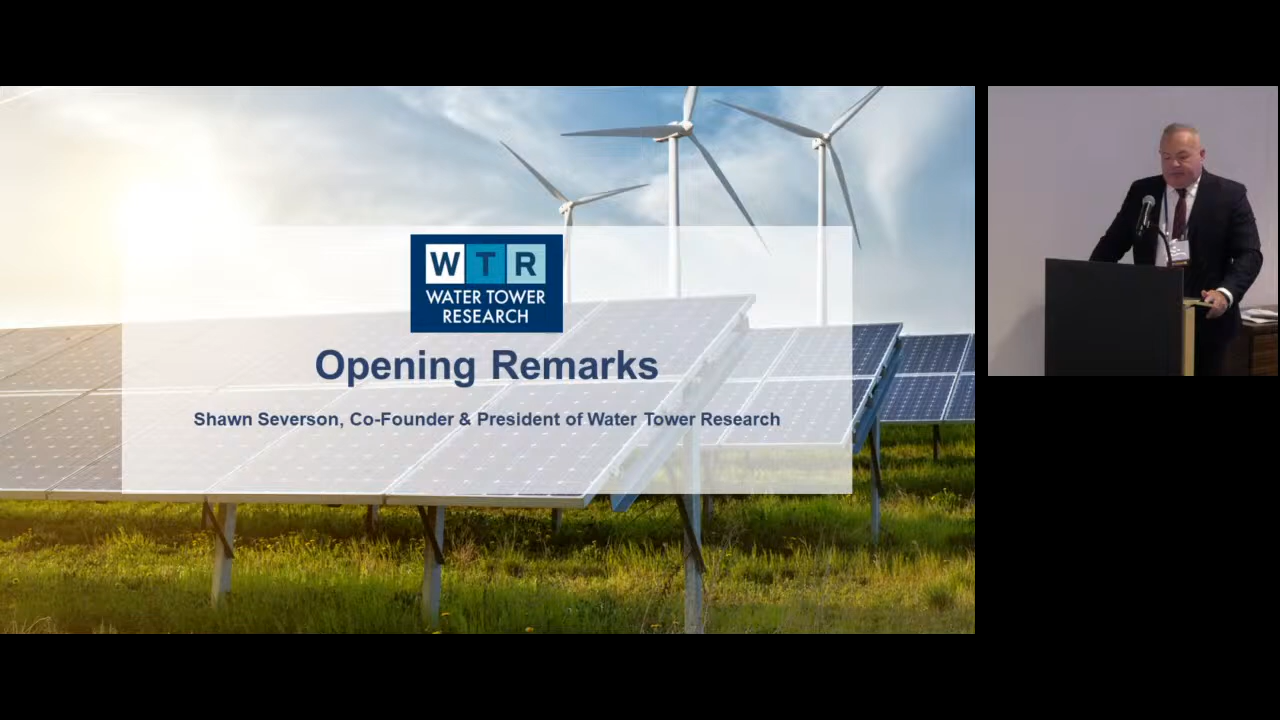 WTR
WATER TOWER
RESEARCH
Opening Remarks
Shawn Severson, Co-Founder & President of Water Tower Research